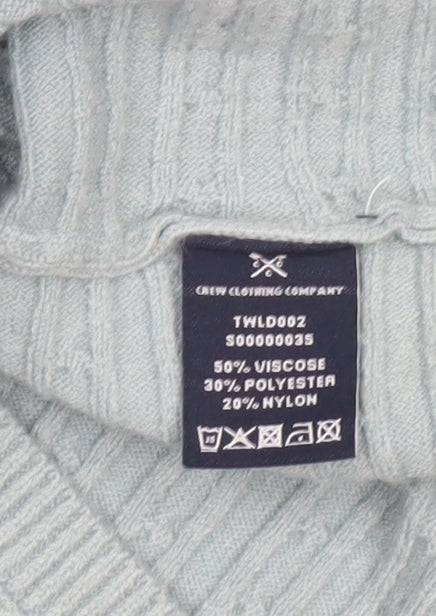 CREW CLOTHING COMPANY
TWLD002
S00000035
50% VISCOSE
30% POLYESTER
20% NYLON